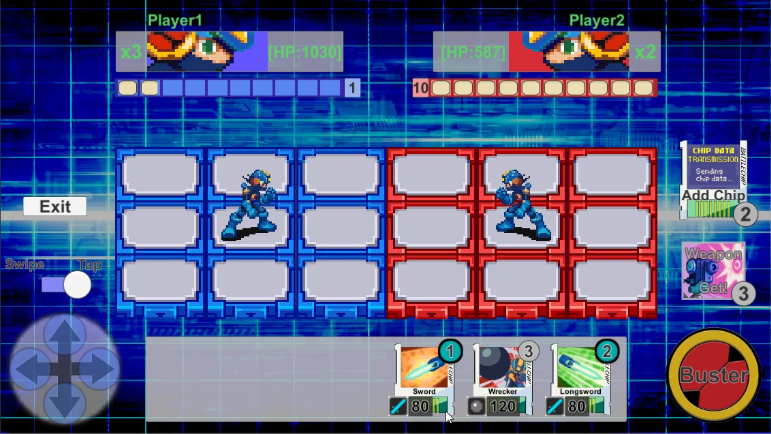 Player1
Player2
x3
[HP:1030]
[HP:587]
x2
1
10
CHIP DATA
TRANSMISSION
Sending
chip data...
Add Chip
2
Exit
Swipe
Tap
Weapon
Get!
3
1
3
2
Sword
Wrecker
Longsword
80
120
80
Buster